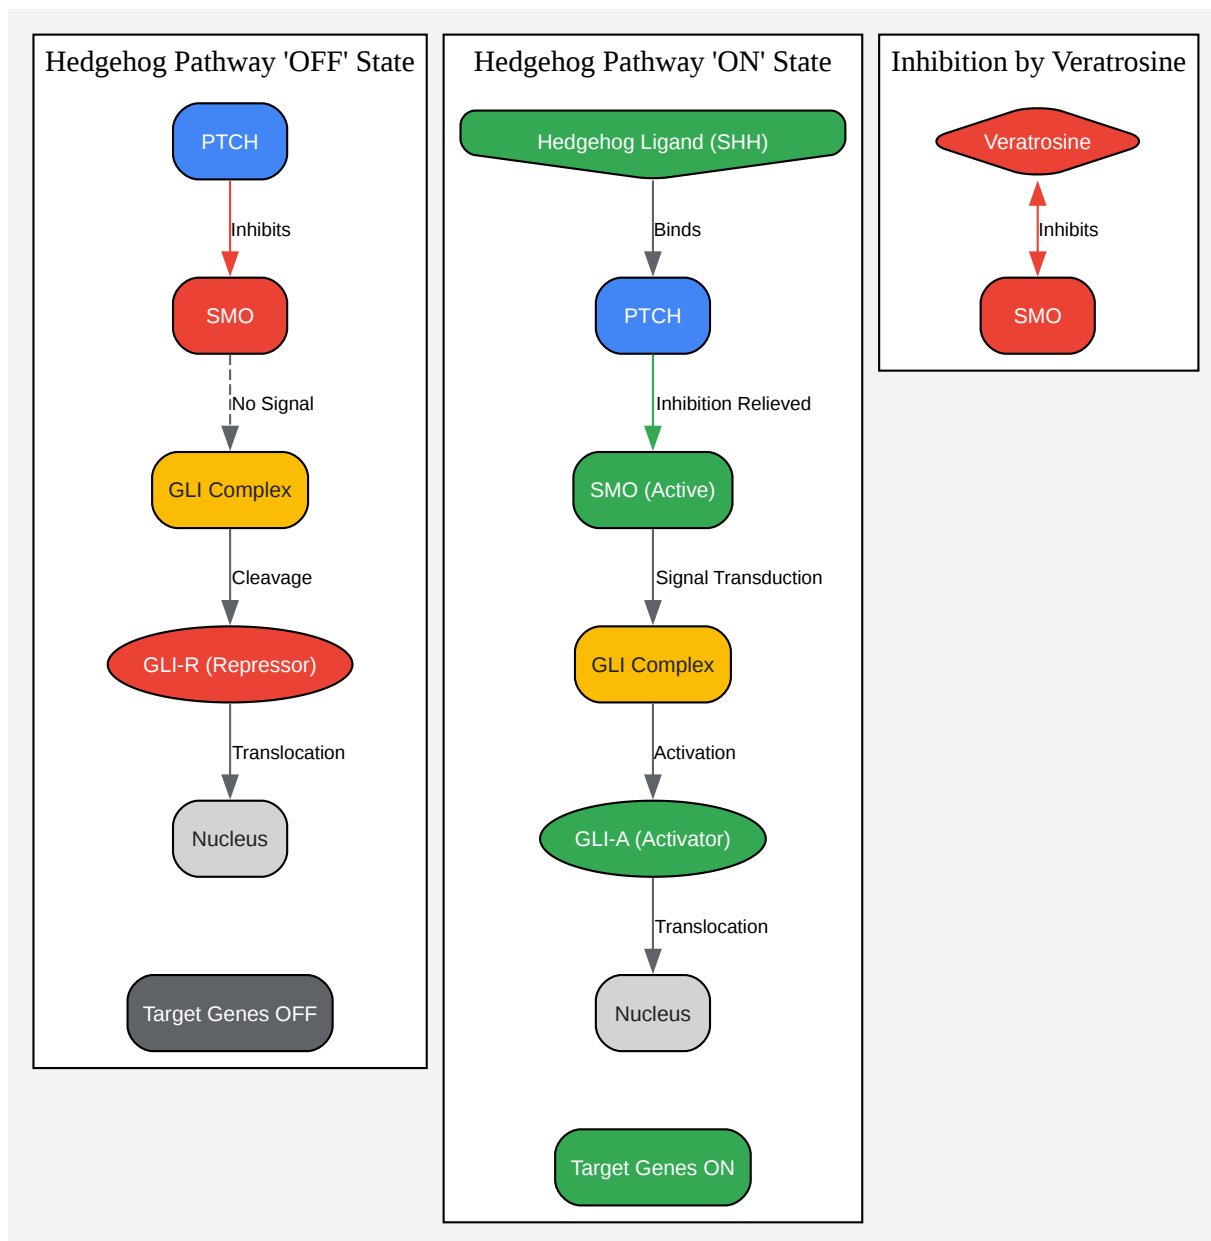 Hedgehog Pathway 'OFF' State
PTCH
Inhibits
SMO
No Signal
GLI Complex
Cleavage
GLI-R (Repressor)
Translocation
Nucleus
Target Genes OFF
Hedgehog Pathway 'ON' State
Hedgehog Ligand (SHH)
Binds
PTCH
Inhibition Relieved
SMO (Active)
Signal Transduction
GLI Complex
Activation
GLI-A (Activator)
Translocation
Nucleus
Target Genes ON
Inhibition by Veratrosine
Veratrosine
Inhibits
SMO